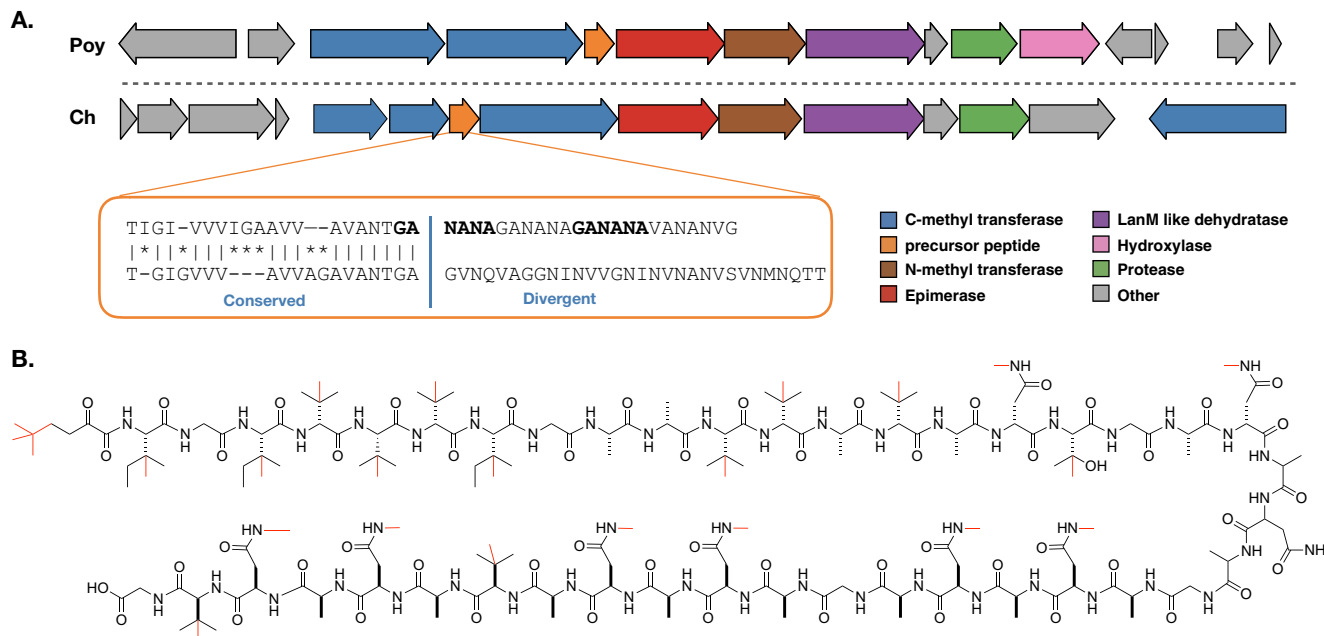 A.
Poy
Ch
TIGI-VVVIGAAVV--AVANTGA NANAGANANAGANANAVANANVG
|*||*|||***|||**|||||||
T-GIGVVV---AVVAGAVANTGA GVNQVAGGNINVVGNINVNANVSVNMNQTT
Conserved Divergent
C-methyl transferase
precursor peptide
N-methyl transferase
Epimerase
LanM like dehydratase
Hydroxylase
Protease
Other
B.